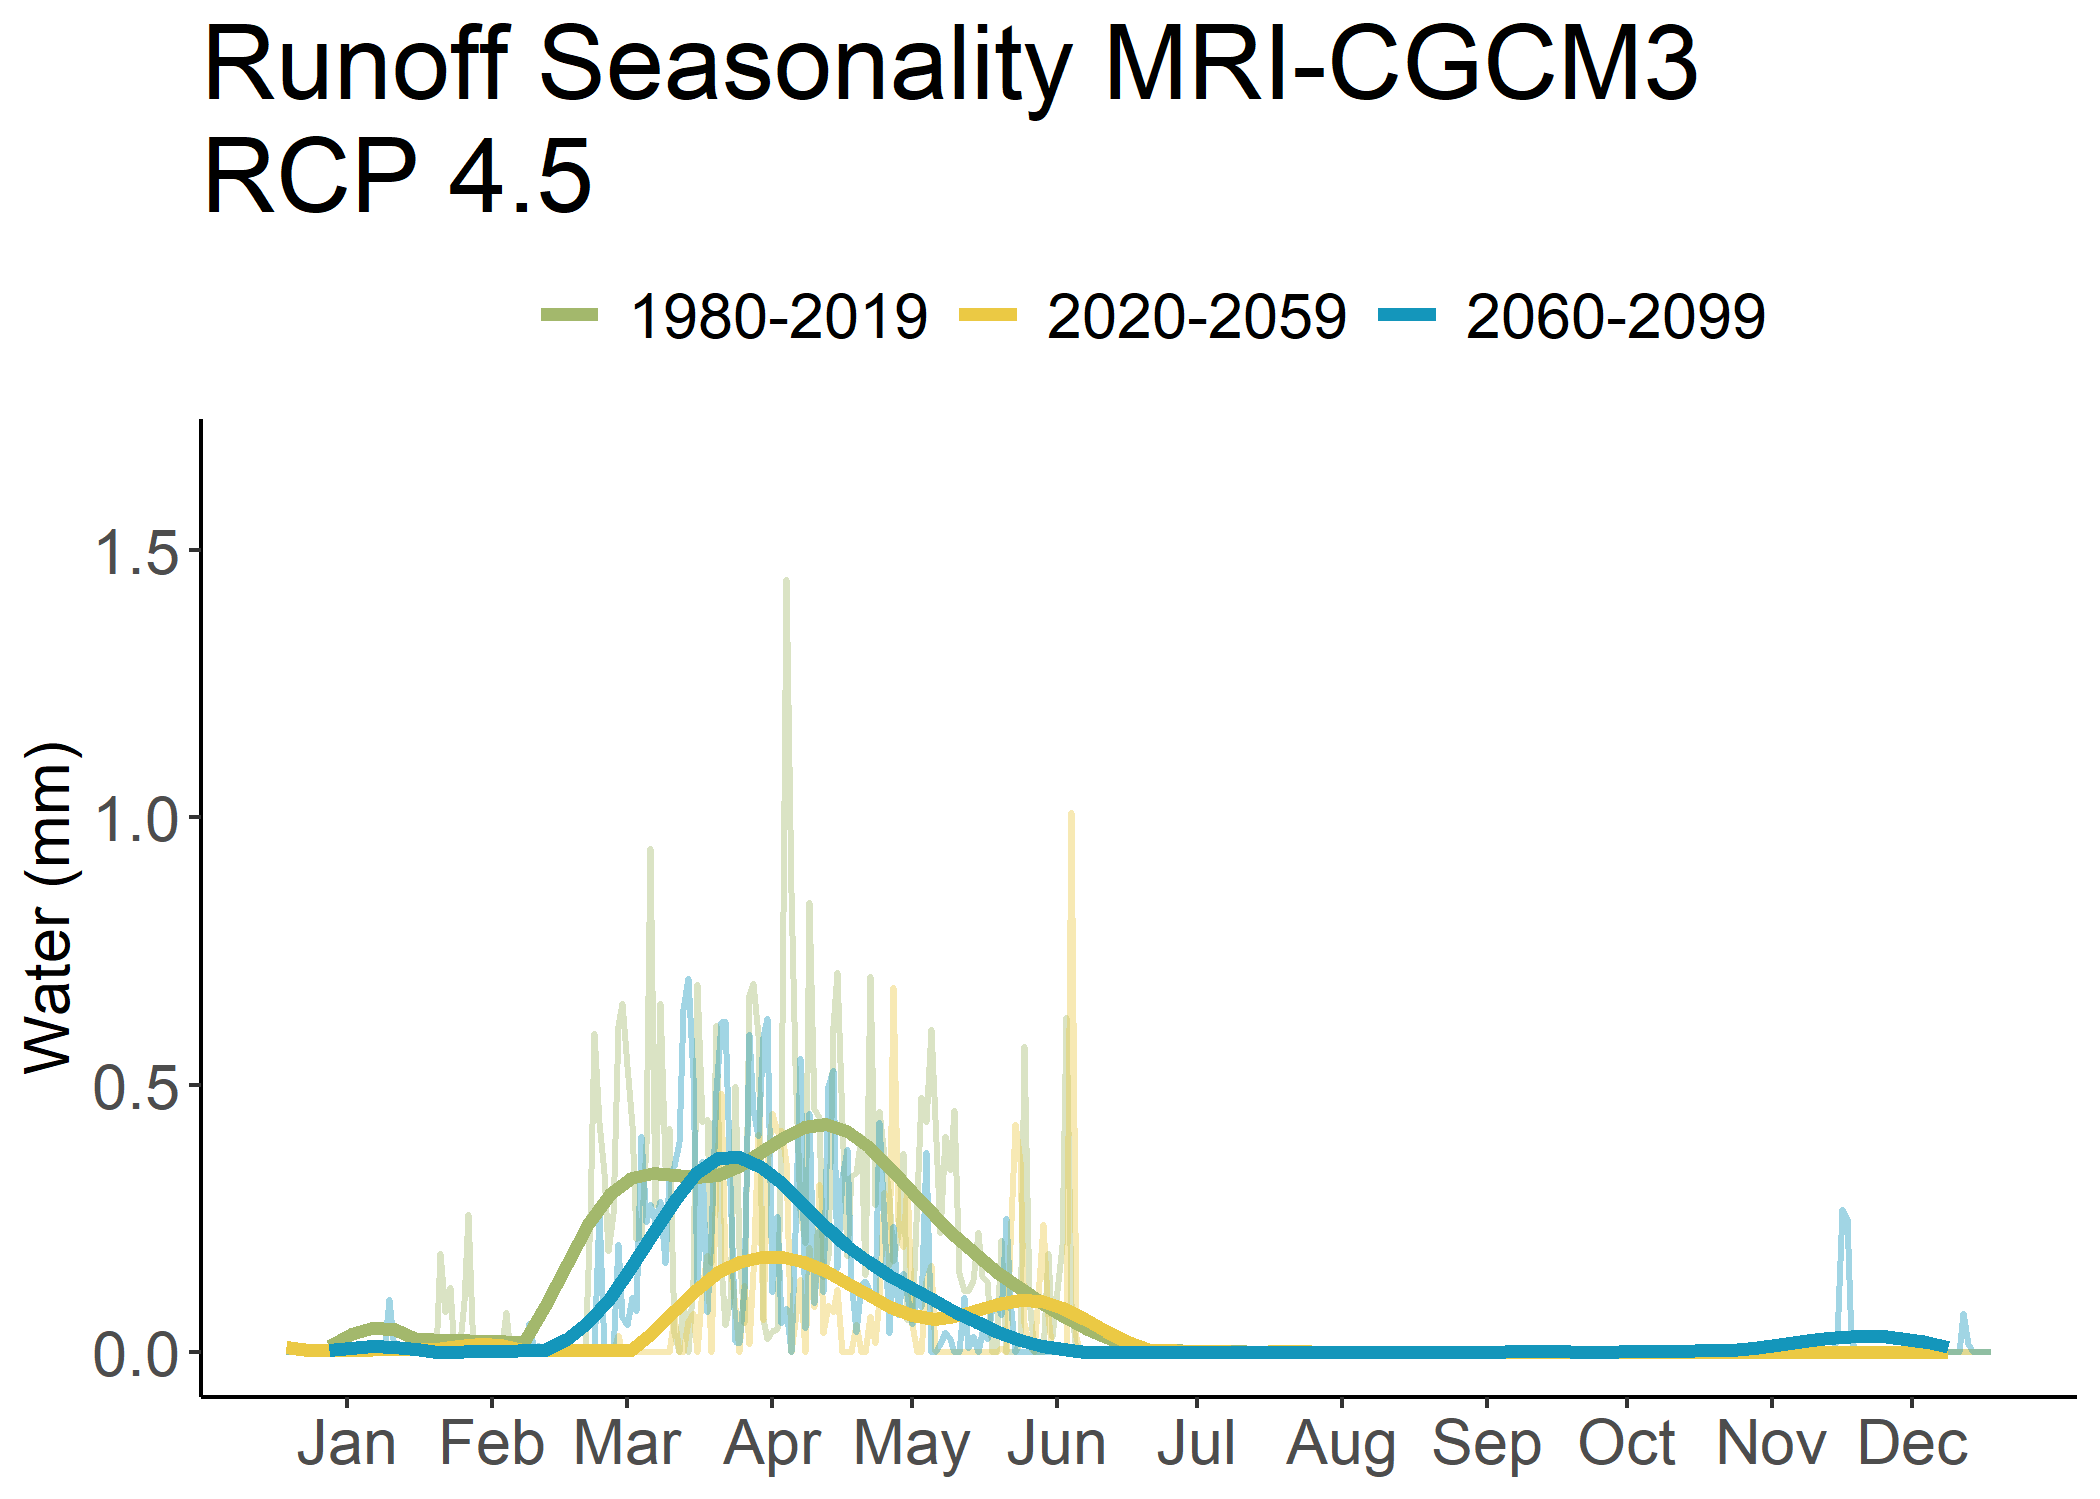 Runoff Seasonality MRI-CGCM3
RCP 4.5
1980-2019 2020-2059 2060-2099
Water (mm)
1.5
1.0
0.5
0.0
Jan Feb Mar Apr May Jun Jul Aug Sep Oct Nov Dec